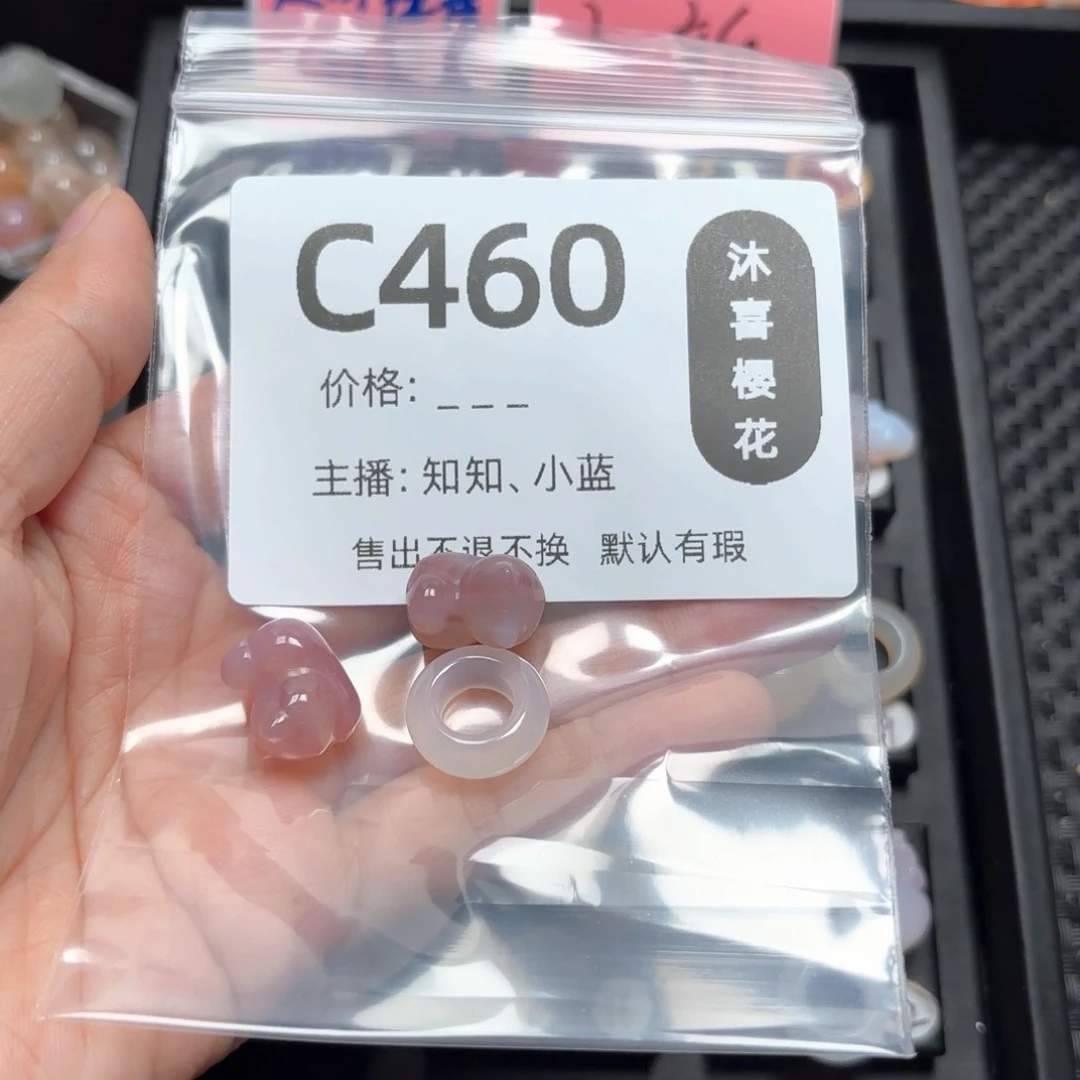 C460
沐喜樱花
价格: _ _ _
主播: 知知、小蓝
售出不退不换 默认有瑕